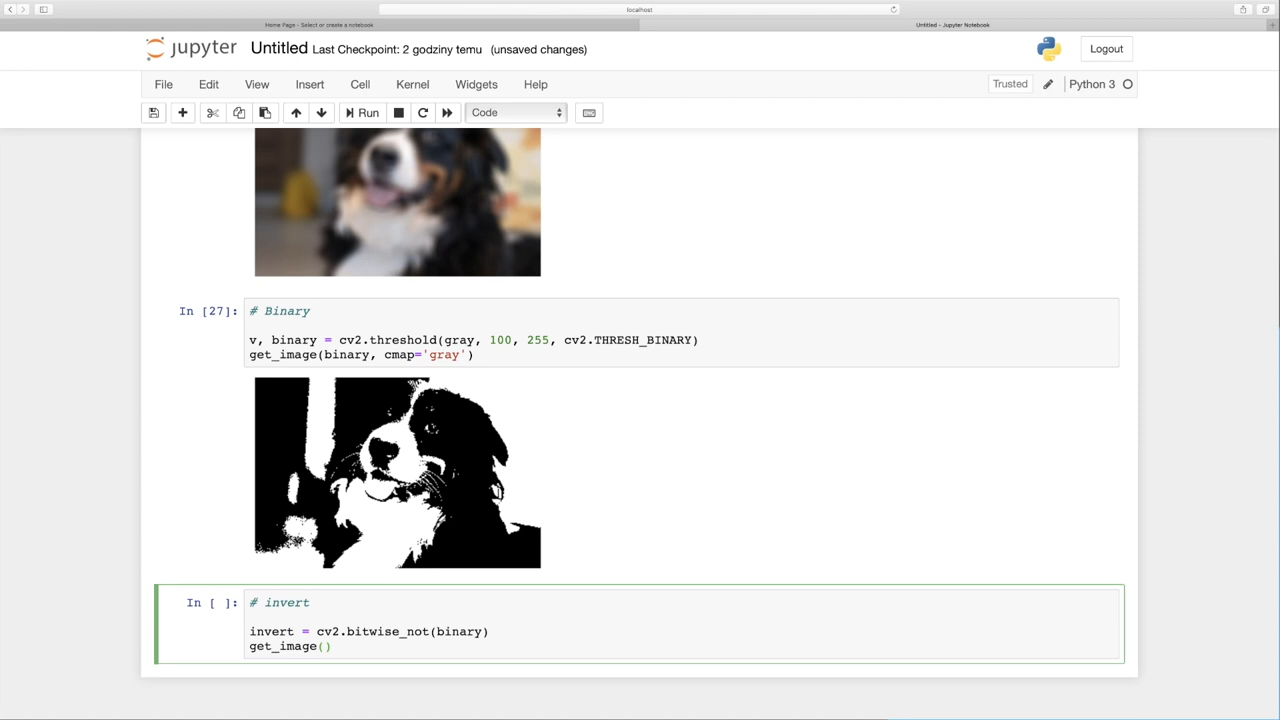 localhost
Home Page - Select or create a notebook
Untitled - Jupyter Notebook
jupyter Untitled Last Checkpoint: 2 godziny temu (unsaved changes)
Logout
File Edit View Insert Cell Kernel Widgets Help
Trusted
Python 3
Run
Code
In [27]:
# Binary
v, binary = cv2.threshold(gray, 100, 255, cv2.THRESH_BINARY)
get_image(binary, cmap='gray')
In [ ]:
# invert
invert = cv2.bitwise_not(binary)
get_image()